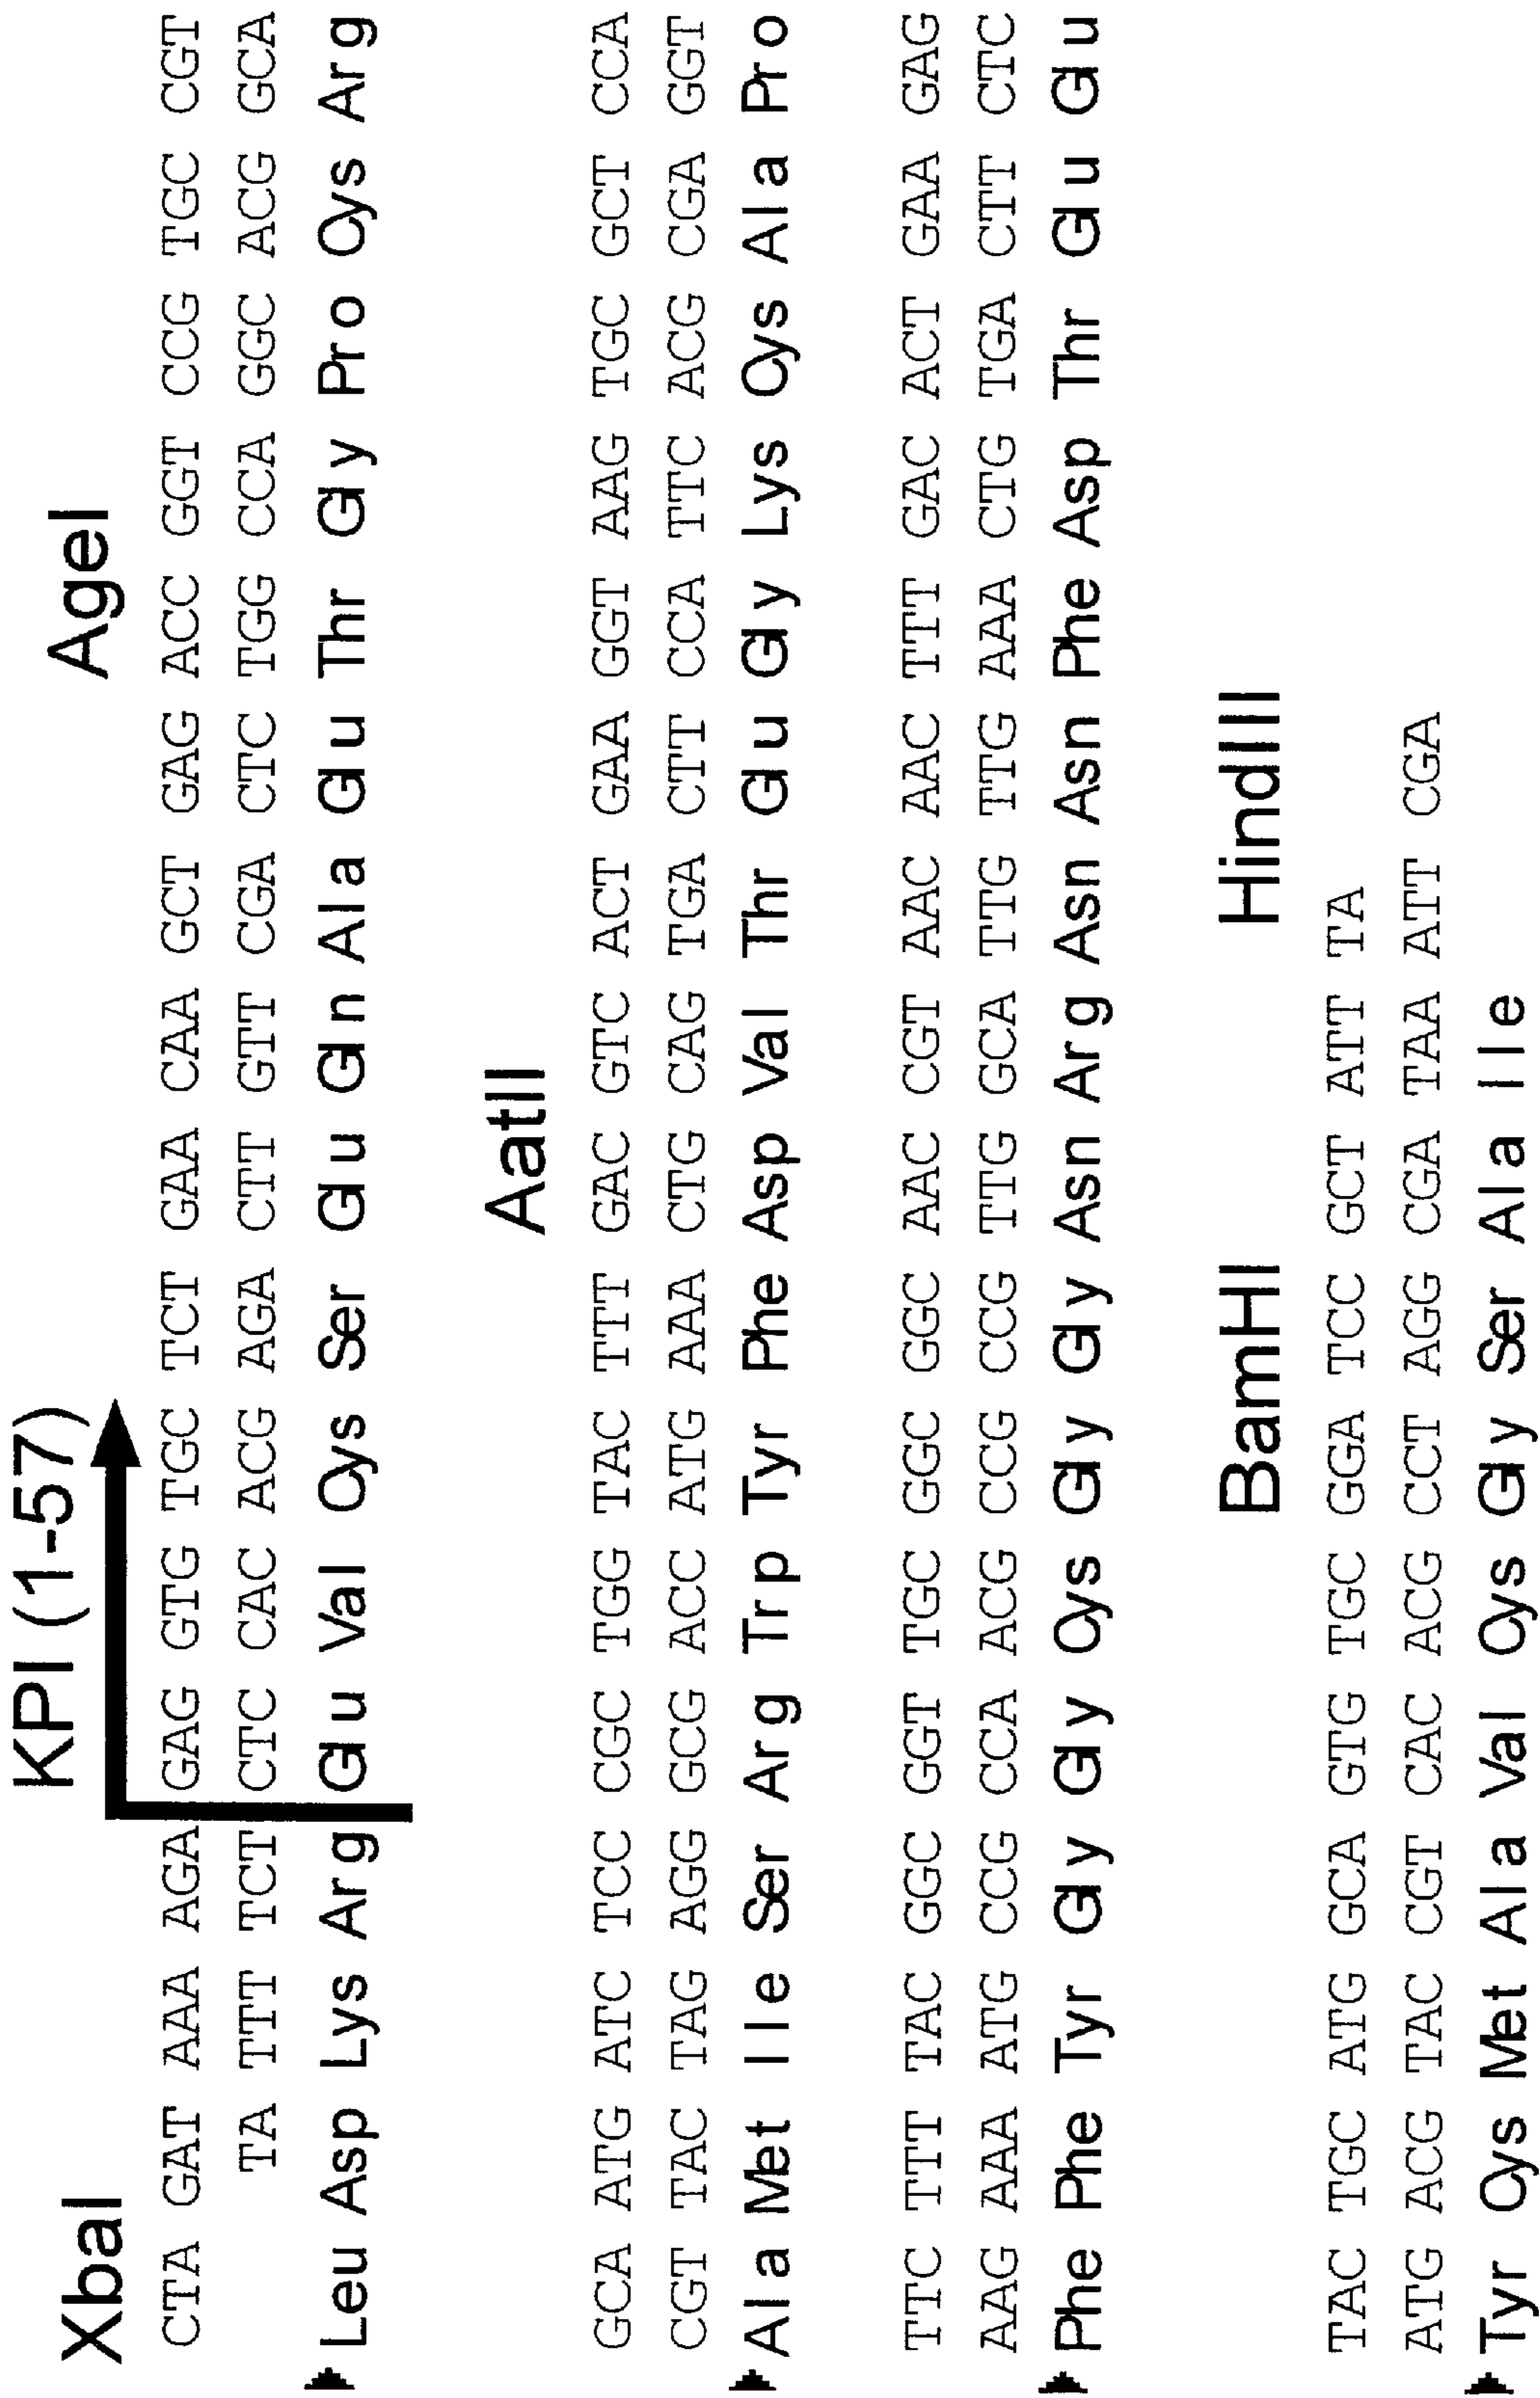 KPI (1-57)
XbaI AgeI
CTA GAT AAA AGA GAG GTG TGC TCT GAA CAA GCT GAG ACC GGT CCG TGC CGT
TA TTT TCT CTC CAC ACG AGA CTT GTT CGA CTC TGG CCA GGC ACG GCA
Leu Asp Lys Arg Glu Val Cys Ser Glu Gln Ala Glu Thr Gly Pro Cys Arg
AatII
GCA ATG ATC TCC CGC TGG TAC TTT GAC GTC ACT GAA GGT AAG TGC GCT CCA
CGT TAC TAG AGG GCG ACC ATG AAA CTG CAG TGA CTT CCA TTC ACG CGA GGT
Ala Met Ile Ser Arg Trp Tyr Phe Asp Val Thr Glu Gly Lys Cys Ala Pro
TTC TTT TAC GGC GGT TGC GGC GGC AAC CGT AAC AAC TTT GAC ACT GAA GAG
AAG AAA ATG CCG CCA ACG CCG CCG TTG GCA TTG TTG AAA CTG TGA CTT CTC
Phe Phe Tyr Gly Gly Cys Gly Gly Asn Arg Asn Asn Phe Asp Thr Glu Glu
BamHI HindIII
TAC TGC ATG GCA GTG TGC GGA TCC GCT ATT TA
ATG ACG TAC CGT CAC ACG CCT AGG CGA TAA ATT CGA
Tyr Cys Met Ala Val Cys Gly Ser Ala Ile